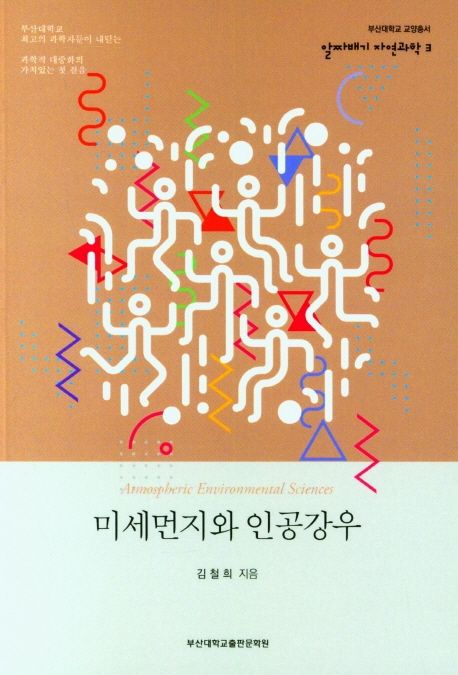 부산대학교
최고의 과학자들이 내딛는
과학적 대중화의
가치있는 첫 걸음
부산대학교 교양총서
알짜배기 자연과학 3
Atmospheric Environmental Sciences
미세먼지와 인공강우
김철희 지음
부산대학교출판문화원